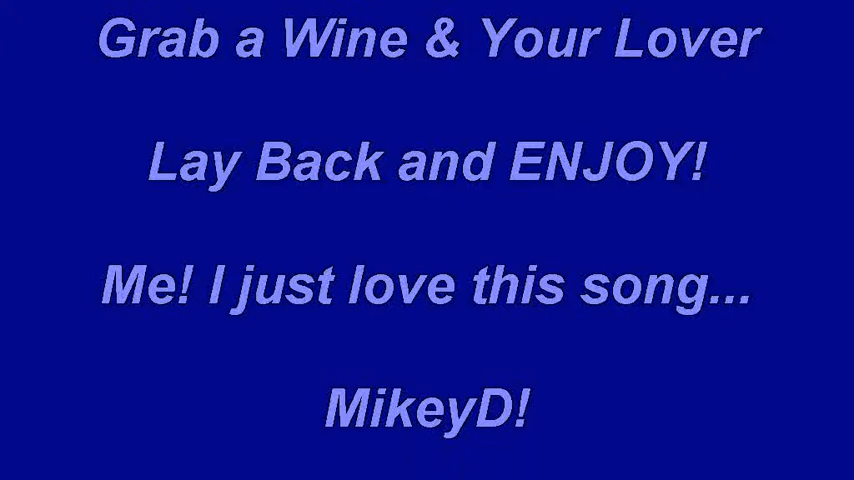 Grab a Wine & Your Lover
Lay Back and ENJOY!
Me! I just love this song...
MikeyD!